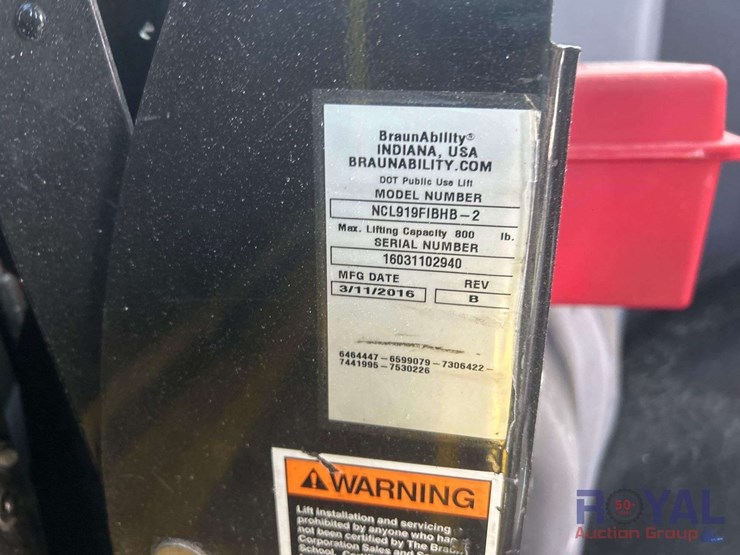 BraunAbility®
INDIANA, USA
BRAUNABILITY.COM
DOT Public Use Lift
MODEL NUMBER
NCL919FIBHB-2
Max. Lifting Capacity 800 lb.
SERIAL NUMBER
16031102940
MFG DATE REV
3/11/2016 B
6464447-6599079-7306422-
7441995-7530226
WARNING
Lift installation and servicing
prohibited by anyone who has
not been certified by The Braun
Corporation Sales and
School.
ROYAL
Auction Group